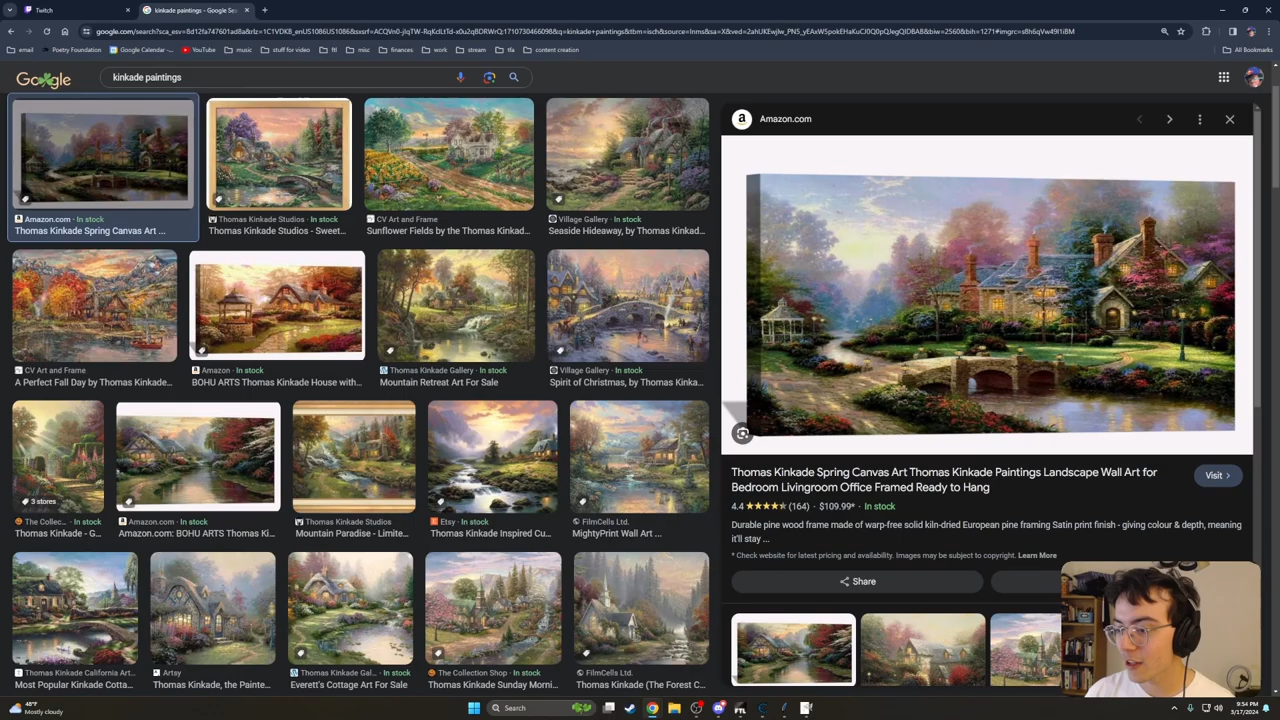 Twitch
kinkade paintings - Google Sea
email
Poetry Foundation
Google Calendar -...
YouTube
music
stuff for video
ftl
misc
finances
work
stream
tfa
content creation
All Bookmarks
kinkade paintings
Amazon.com
Amazon.com · In stock
Thomas Kinkade Spring Canvas Art ...
Thomas Kinkade Studios · In stock
Thomas Kinkade Studios - Sweet...
CV Art and Frame
Sunflower Fields by the Thomas Kinkad...
Village Gallery · In stock
Seaside Hideaway, by Thomas Kinkad...
CV Art and Frame
A Perfect Fall Day by Thomas Kinkade...
Amazon · In stock
BOHU ARTS Thomas Kinkade House with...
Thomas Kinkade Gallery · In stock
Mountain Retreat Art For Sale
Village Gallery · In stock
Spirit of Christmas, by Thomas Kinka...
3 stores
The Collec... · In stock
Thomas Kinkade - G...
Amazon.com · In stock
Amazon.com: BOHU ARTS Thomas Ki...
Thomas Kinkade Studios
Mountain Paradise - Limite...
Etsy · In stock
Thomas Kinkade Inspired Cu...
FilmCells Ltd.
MightyPrint Wall Art ...
Thomas Kinkade California Art...
Most Popular Kinkade Cotta...
Artsy
Thomas Kinkade, the Painte...
Thomas Kinkade Gal... · In stock
Everett's Cottage Art For Sale
The Collection Shop · In stock
Thomas Kinkade Sunday Morni...
FilmCells Ltd.
Thomas Kinkade (The Forest C...
Thomas Kinkade Spring Canvas Art Thomas Kinkade Paintings Landscape Wall Art for
Bedroom Livingroom Office Framed Ready to Hang
Visit
4.4 (164) · $109.99* · In stock
Durable pine wood frame made of warp-free solid kiln-dried European pine framing Satin print finish - giving colour & depth, meaning
it'll stay ...
* Check website for latest pricing and availability. Images may be subject to copyright. Learn More
Share
48°F
Mostly cloudy
Search
9:54 PM
3/17/2024